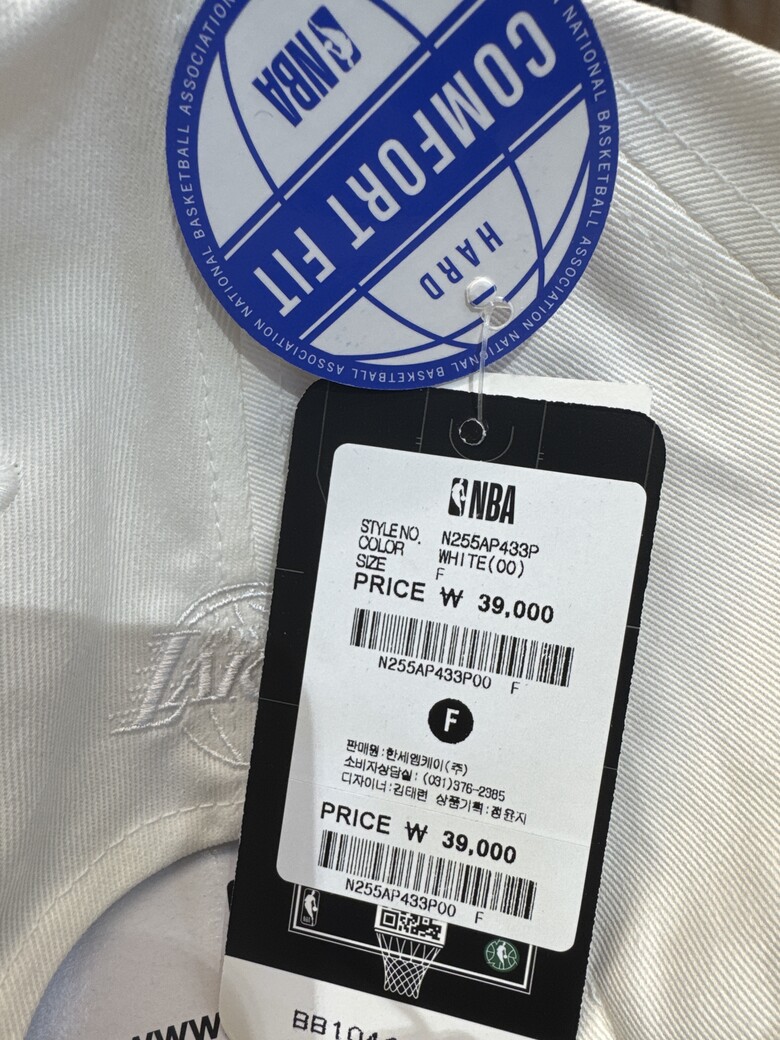 NBA
COMFORT FIT
HARD
NATIONAL BASKETBALL ASSOCIATION NATIONAL BASKETBALL ASSOCIATION NATIONAL BASKETBALL ASSOCIATION
NBA
STYLE NO. N255AP433P
COLOR WHITE(00)
SIZE F
PRICE ₩ 39,000
N255AP433P00 F
F
판매원:한세엠케이(주)
소비자상담실: (031)376-2385
디자이너:김태련 상품기획:정윤지
PRICE ₩ 39,000
N255AP433P00 F